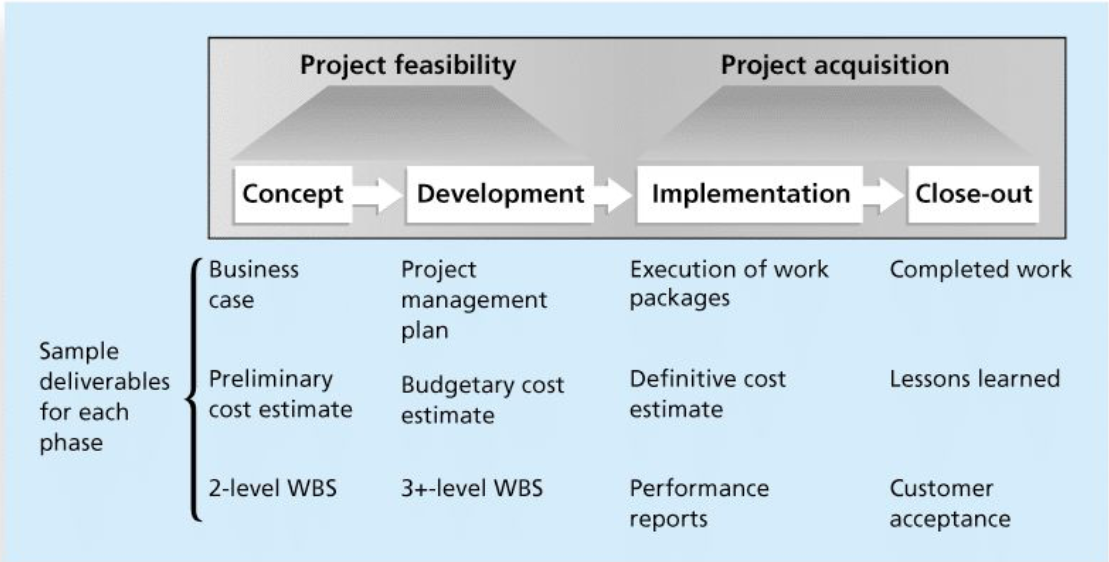 Project feasibility
Project acquisition
Concept
Development
Implementation
Close-out
Sample
deliverables
for each
phase
Business
case
Project
management
plan
Execution of work
packages
Completed work
Preliminary
cost estimate
Budgetary cost
estimate
Definitive cost
estimate
Lessons learned
2-level WBS
3+-level WBS
Performance
reports
Customer
acceptance